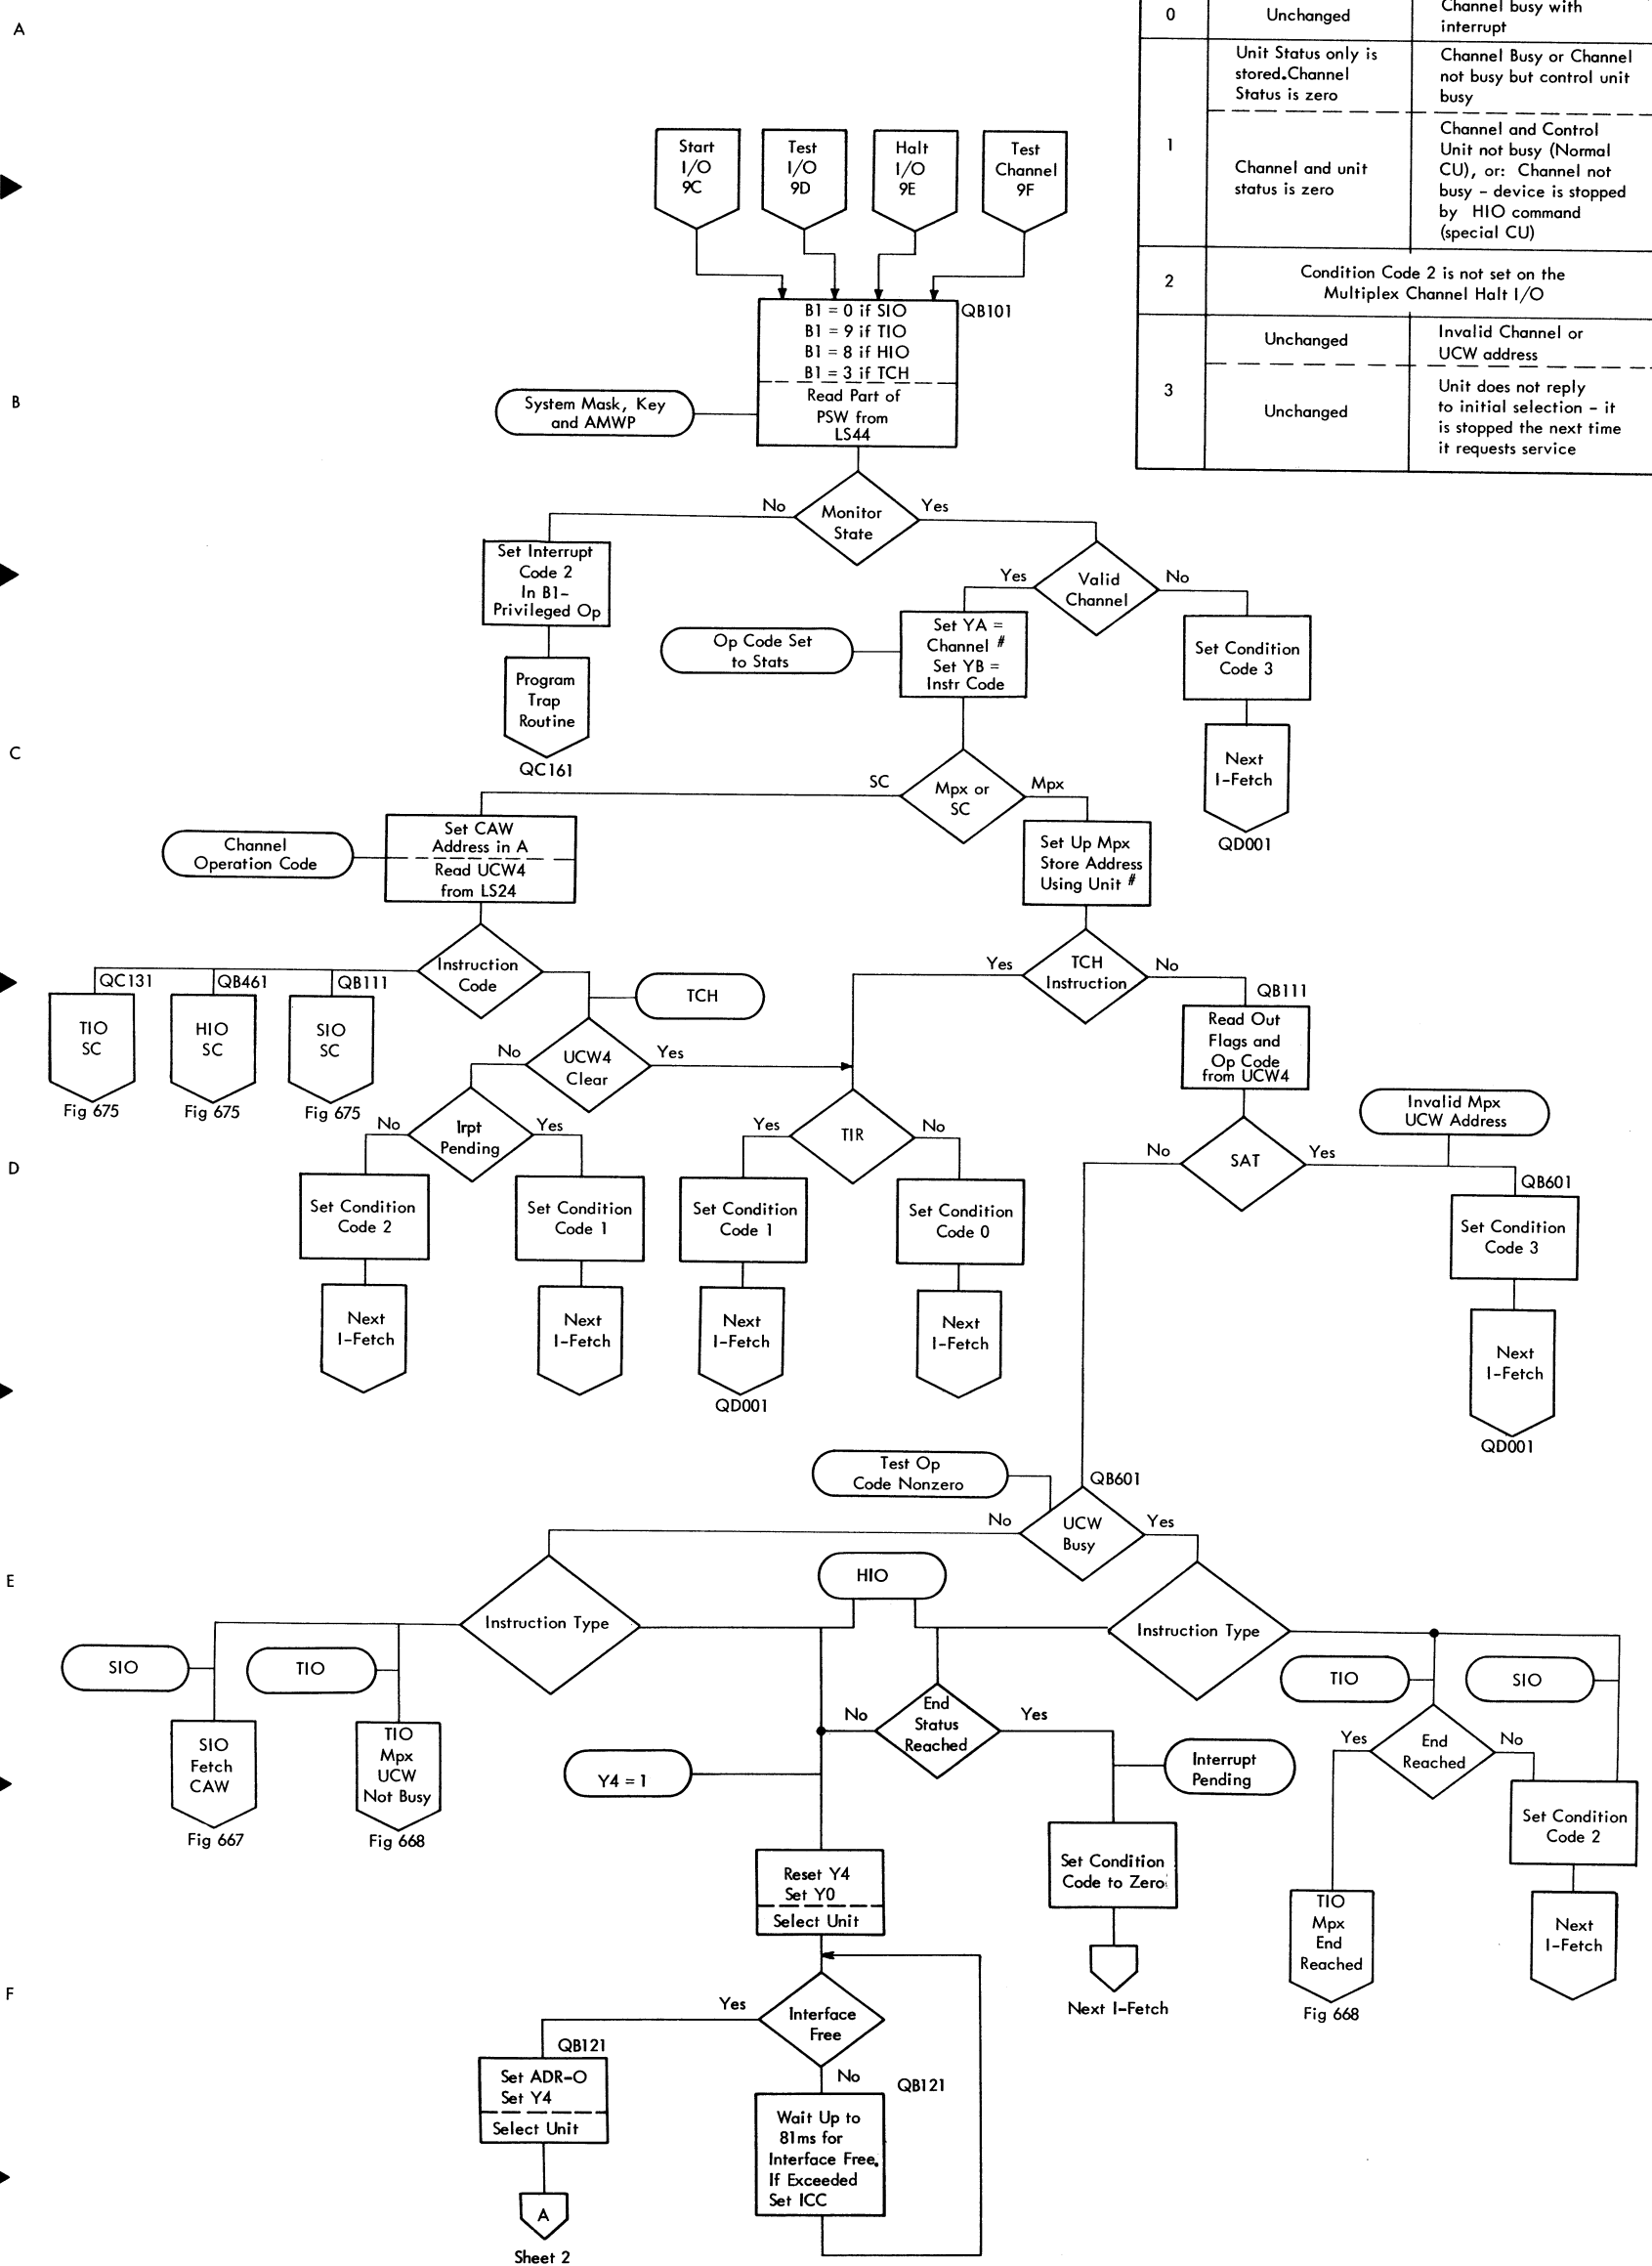 A
0
Unchanged
Channel busy with
interrupt
1
Unit Status only is
stored.Channel
Status is zero
Channel Busy or Channel
not busy but control unit
busy
Channel and unit
status is zero
Channel and Control
Unit not busy (Normal
CU), or: Channel not
busy - device is stopped
by HIO command
(special CU)
2
Condition Code 2 is not set on the
Multiplex Channel Halt I/O
3
Unchanged
Invalid Channel or
UCW address
Unchanged
Unit does not reply
to initial selection - it
is stopped the next time
it requests service
Start
I/O
9C
Test
I/O
9D
Halt
I/O
9E
Test
Channel
9F
B1 = 0 if SIO
B1 = 9 if TIO
B1 = 8 if HIO
B1 = 3 if TCH
Read Part of
PSW from
LS44
QB101
B
System Mask, Key
and AMWP
No
Monitor
State
Yes
Set Interrupt
Code 2
In B1-
Privileged Op
Program
Trap
Routine
QC161
Yes
Valid
Channel
No
Op Code Set
to Stats
Set YA =
Channel #
Set YB =
Instr Code
Set Condition
Code 3
Next
I-Fetch
QD001
C
SC
Mpx or
SC
Mpx
Channel
Operation Code
Set CAW
Address in A
Read UCW4
from LS24
Set Up Mpx
Store Address
Using Unit #
Instruction
Code
QC131
QB461
QB111
TIO
SC
HIO
SC
SIO
SC
Fig 675
Fig 675
Fig 675
TCH
Yes
TCH
Instruction
No
QB111
Read Out
Flags and
Op Code
from UCW4
No
UCW4
Clear
Yes
No
Irpt
Pending
Yes
Yes
TIR
No
Invalid Mpx
UCW Address
No
SAT
Yes
D
Set Condition
Code 2
Set Condition
Code 1
Set Condition
Code 1
Set Condition
Code 0
QB601
Set Condition
Code 3
Next
I-Fetch
Next
I-Fetch
Next
I-Fetch
QD001
Next
I-Fetch
Next
I-Fetch
QD001
Test Op
Code Nonzero
QB601
No
UCW
Busy
Yes
E
HIO
Instruction Type
Instruction Type
SIO
TIO
TIO
SIO
SIO
Fetch
CAW
Fig 667
TIO
Mpx
UCW
Not Busy
Fig 668
No
End
Status
Reached
Yes
Y4 = 1
Interrupt
Pending
Yes
End
Reached
No
Set Condition
Code 2
Reset Y4
Set Y0
Select Unit
Set Condition
Code to Zero
Next I-Fetch
TIO
Mpx
End
Reached
Fig 668
Next
I-Fetch
F
Yes
Interface
Free
No
QB121
Set ADR-O
Set Y4
Select Unit
QB121
Wait Up to
81ms for
Interface Free.
If Exceeded
Set ICC
A
Sheet 2